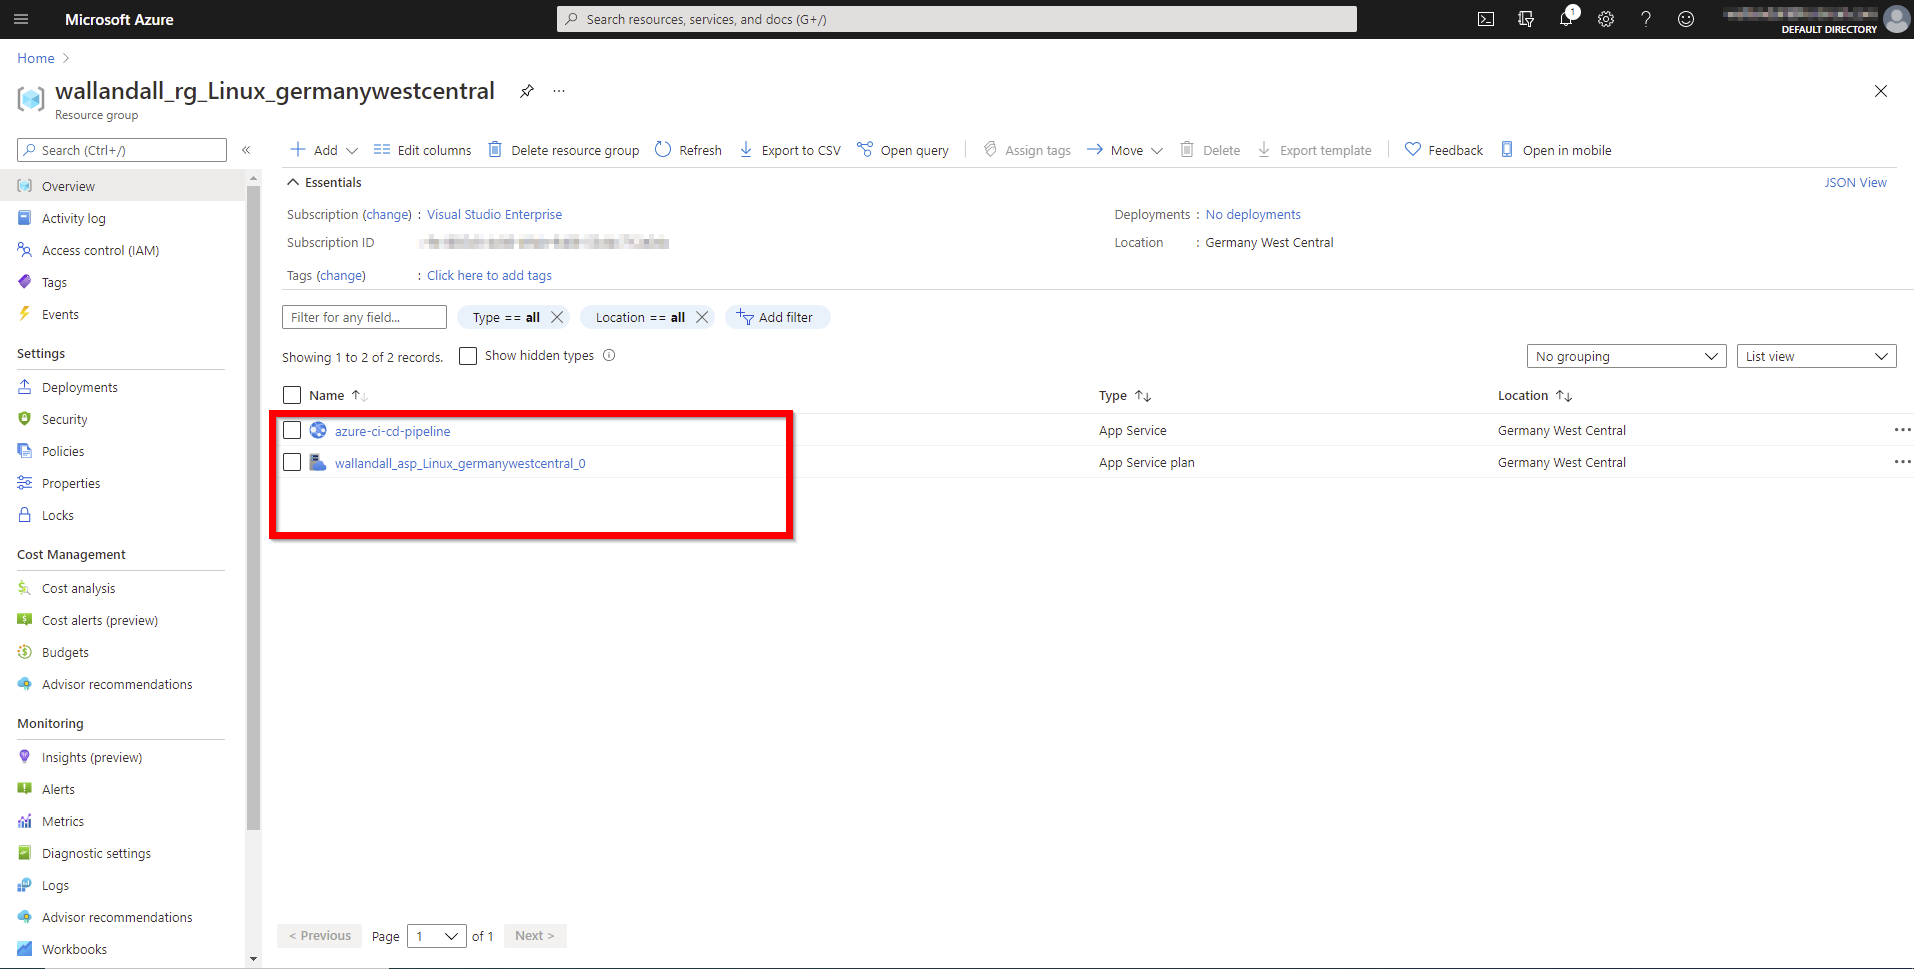 Microsoft Azure
Search resources, services, and docs (G+/)
1
DEFAULT DIRECTORY
Home >
wallandall_rg_Linux_germanywestcentral
...
Resource group
Search (Ctrl+/)
«
Add
Edit columns
Delete resource group
Refresh
Export to CSV
Open query
Assign tags
Move
Delete
Export template
Feedback
Open in mobile
Overview
Activity log
Access control (IAM)
Tags
Events
Settings
Deployments
Security
Policies
Properties
Locks
Cost Management
Cost analysis
Cost alerts (preview)
Budgets
Advisor recommendations
Monitoring
Insights (preview)
Alerts
Metrics
Diagnostic settings
Logs
Advisor recommendations
Workbooks
Essentials
JSON View
Subscription (change) : Visual Studio Enterprise
Deployments : No deployments
Subscription ID
Location : Germany West Central
Tags (change) : Click here to add tags
Filter for any field...
Type == all
Location == all
Add filter
Showing 1 to 2 of 2 records.
Show hidden types
No grouping
List view
Name ↑↓ Type ↑↓ Location ↑↓
azure-ci-cd-pipeline App Service Germany West Central ...
wallandall_asp_Linux_germanywestcentral_0 App Service plan Germany West Central ...
< Previous Page 1 of 1 Next >